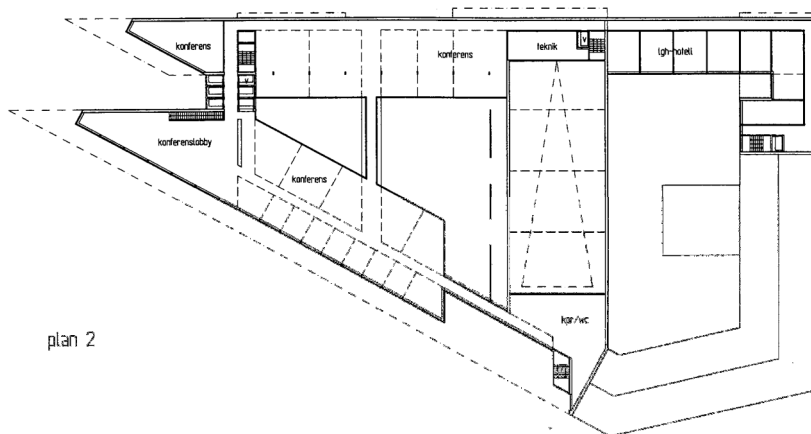 konferens
konferens
teknik
v
lgh-hotell
v
konferenslobby
konferens
kpr/wc
plan 2